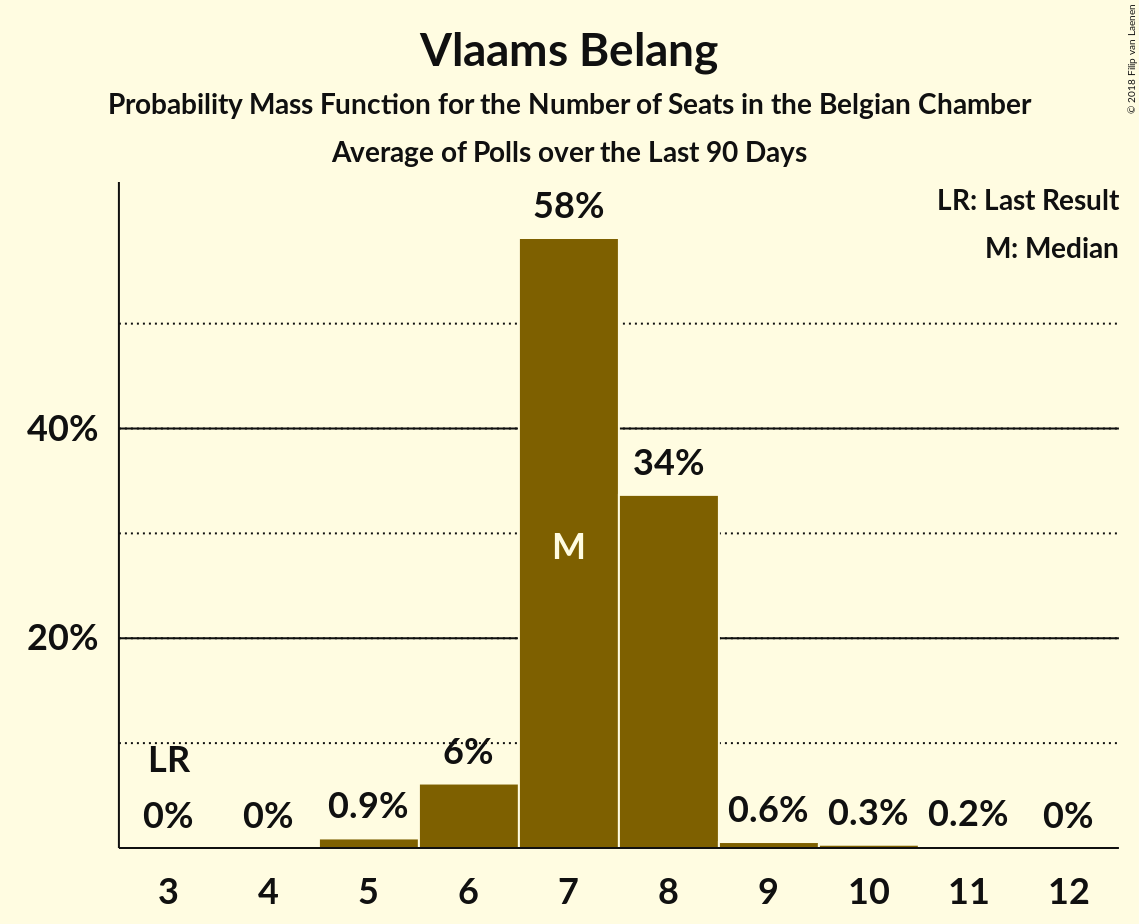 Vlaams Belang
Probability Mass Function for the Number of Seats in the Belgian Chamber
Average of Polls over the Last 90 Days
© 2018 Filip van Laenen
LR: Last Result
M: Median
58%
40%
34%
M
20%
LR
0%
0%
0.9%
6%
0.6%
0.3%
0.2%
0%
3 4 5 6 7 8 9 10 11 12